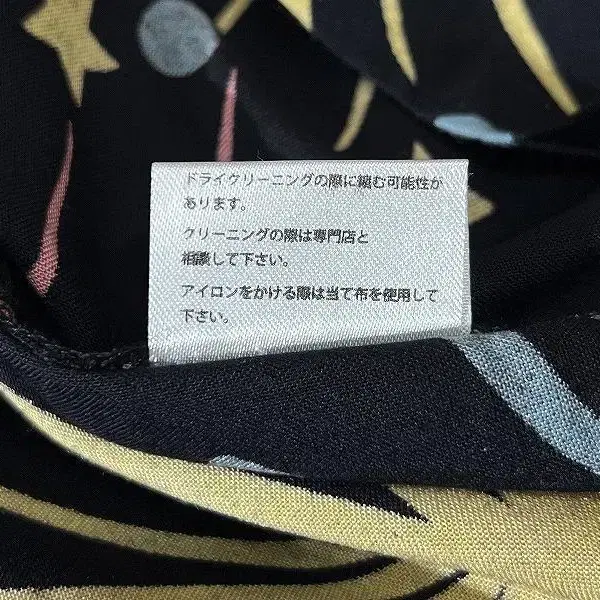 ドライクリーニングの際に縮む可能性が
あります。
クリーニングの際は専門店と
相談して下さい。
アイロンをかける際は当て布を使用して
下さい。